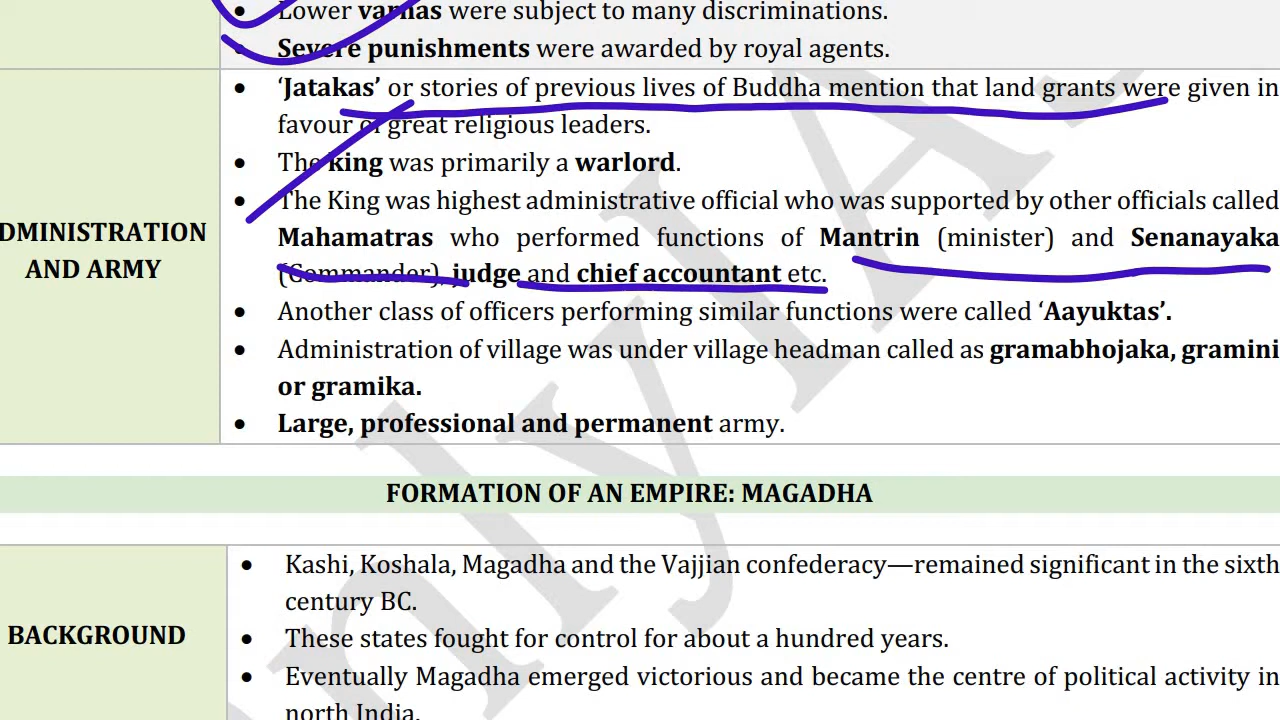 • Lower varnas were subject to many discriminations.
• Severe punishments were awarded by royal agents.
• ‘Jatakas’ or stories of previous lives of Buddha mention that land grants were given in
favour of great religious leaders.
• The king was primarily a warlord.
• The King was highest administrative official who was supported by other officials called
DMINISTRATION
AND ARMY
Mahamatras who performed functions of Mantrin (minister) and Senanayaka
(Commander), judge and chief accountant etc.
• Another class of officers performing similar functions were called ‘Aayuktas’.
• Administration of village was under village headman called as gramabhojaka, gramini
or gramika.
• Large, professional and permanent army.
FORMATION OF AN EMPIRE: MAGADHA
• Kashi, Koshala, Magadha and the Vajjian confederacy—remained significant in the sixth
century BC.
BACKGROUND
• These states fought for control for about a hundred years.
• Eventually Magadha emerged victorious and became the centre of political activity in
north India.